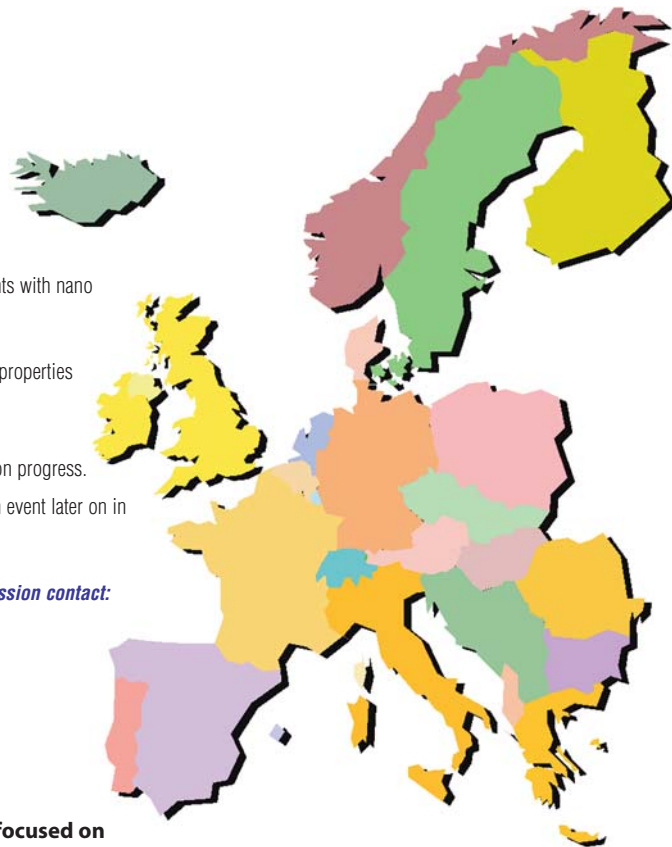 ts with nano
properties
on progress.
event later on in
ssion contact:
focused on